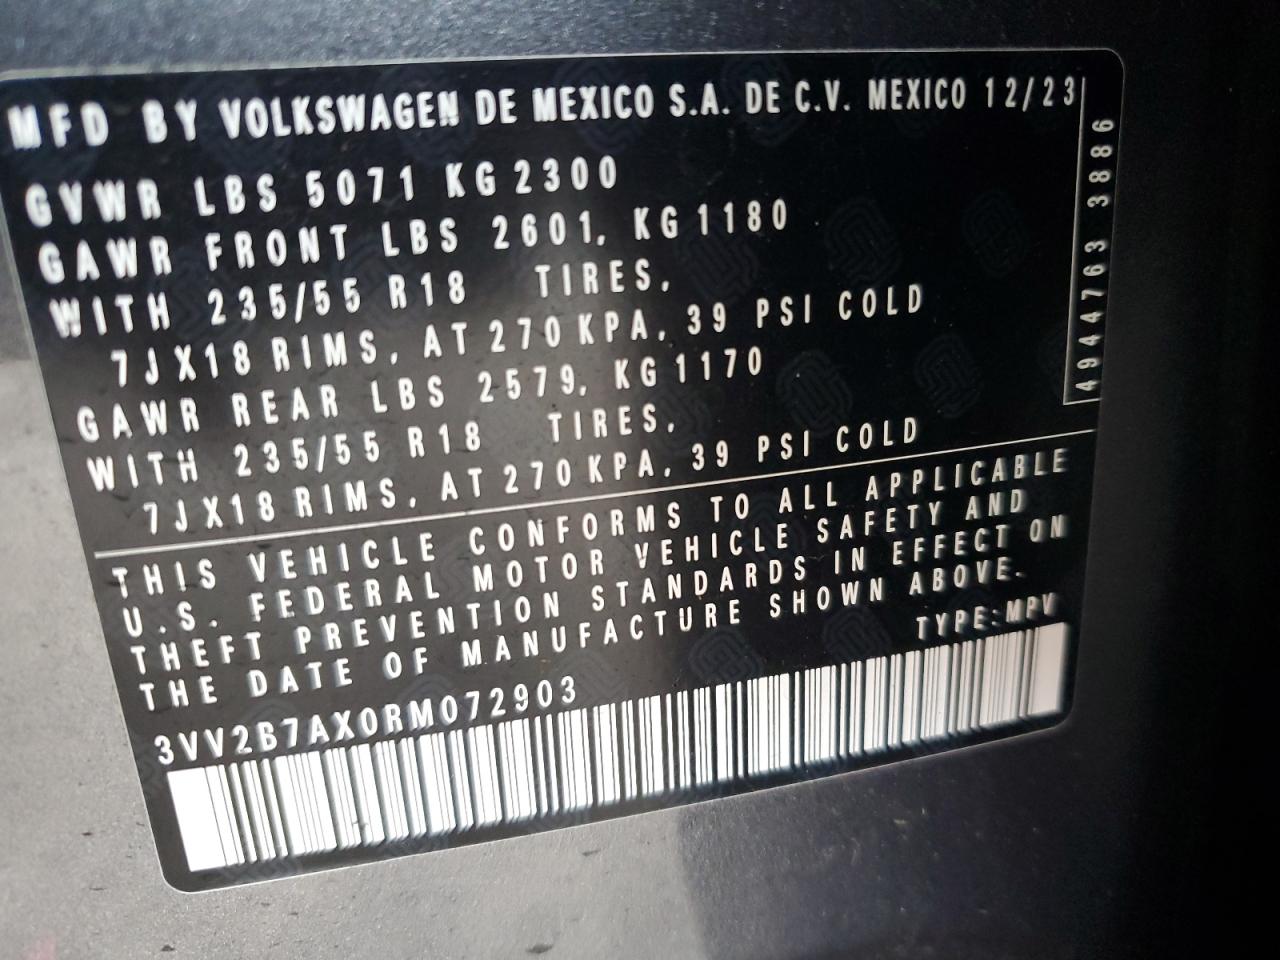 MFD BY VOLKSWAGEN DE MEXICO S.A. DE C.V. MEXICO 12/23
GVWR LBS 5071 KG 2300
GAWR FRONT LBS 2601, KG 1180
WITH 235/55 R18 TIRES,
7JX18 RIMS, AT 270 KPA, 39 PSI COLD
GAWR REAR LBS 2579, KG 1170
WITH 235/55 R18 TIRES,
7JX18 RIMS, AT 270 KPA, 39 PSI COLD
4944763 3886
THIS VEHICLE CONFORMS TO ALL APPLICABLE
U.S. FEDERAL MOTOR VEHICLE SAFETY AND
THEFT PREVENTION STANDARDS IN EFFECT ON
THE DATE OF MANUFACTURE SHOWN ABOVE.
TYPE:MPV
3VV2B7AX0RM072903